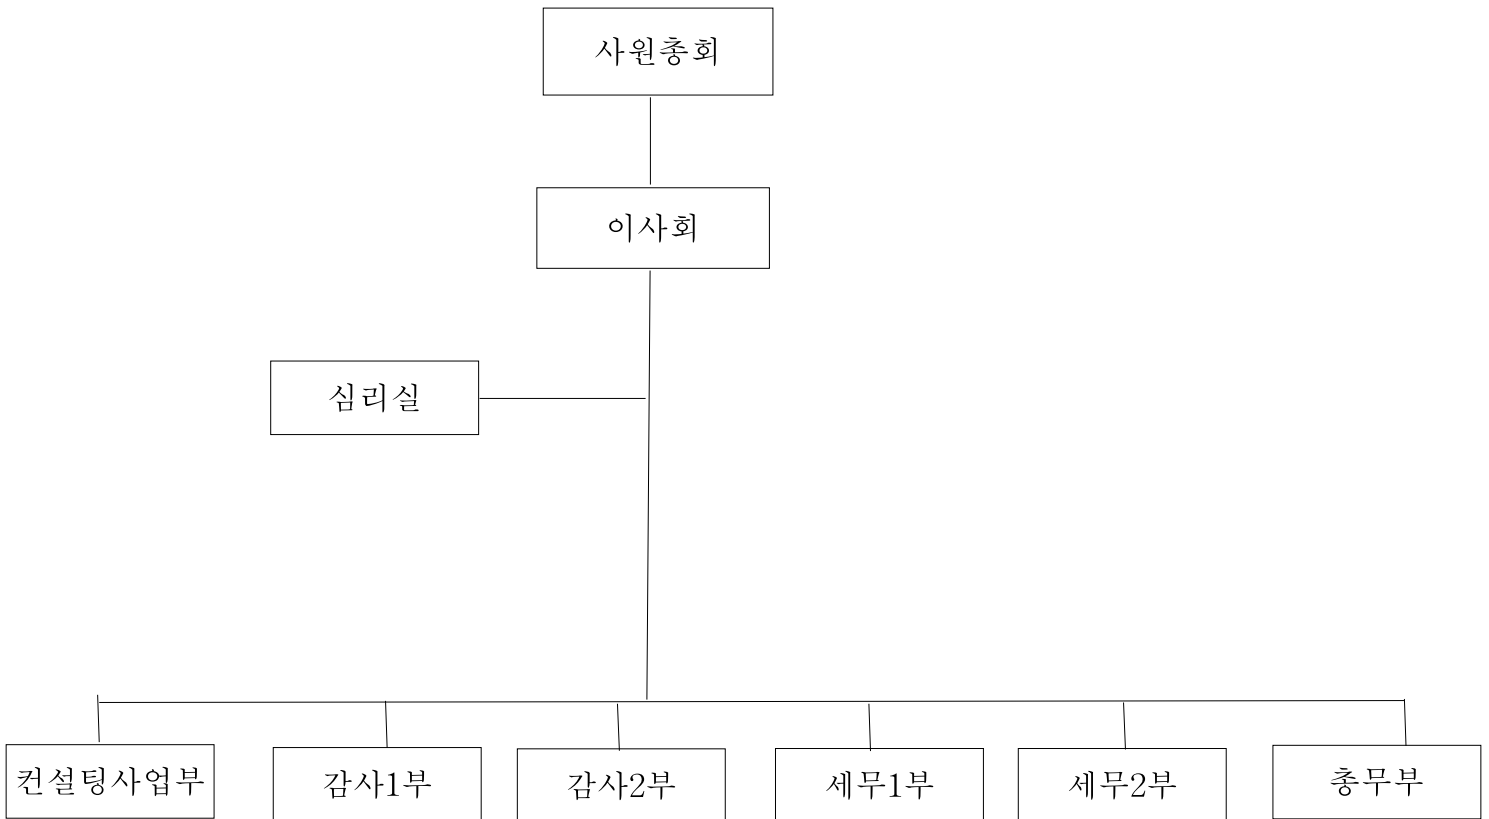 사원총회
이사회
심리실
컨설팅사업부
감사1부
감사2부
세무1부
세무2부
총무부